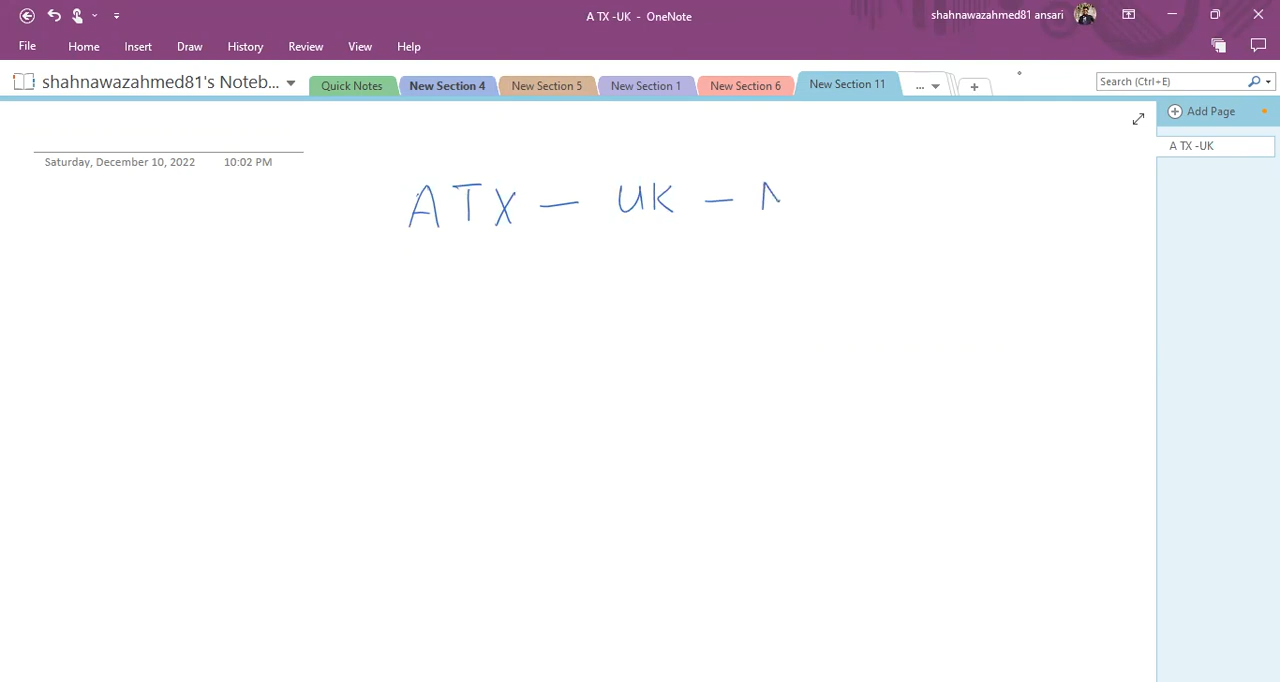 A TX -UK - OneNote
shahnawazahmed81 ansari
File Home Insert Draw History Review View Help
shahnawazahmed81's Noteb... Quick Notes New Section 4 New Section 5 New Section 1 New Section 6 New Section 11 ... Search (Ctrl+E)
Add Page
A TX -UK
Saturday, December 10, 2022 10:02 PM
ATX — UK —